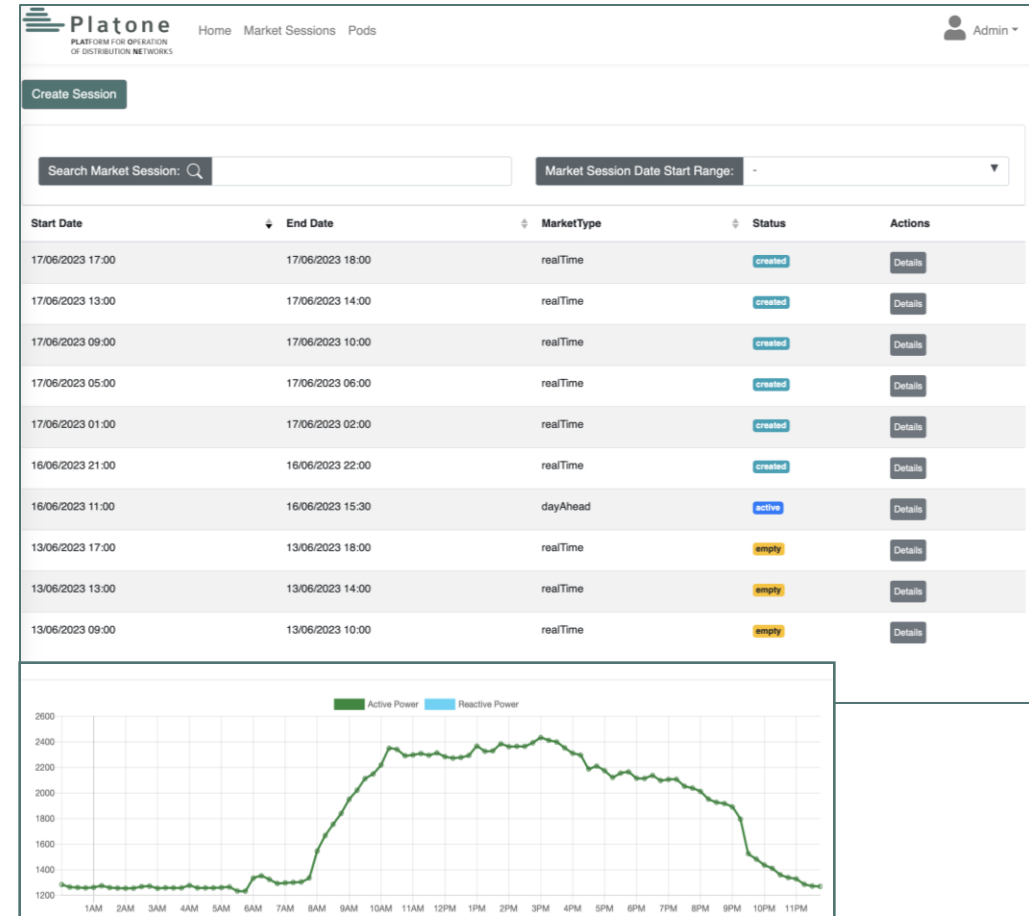 Platone
PLATFORM FOR OPERATION
OF DISTRIBUTION NETWORKS
Home Market Sessions Pods
Admin
Create Session
Search Market Session:
Market Session Date Start Range: -
Start Date End Date MarketType Status Actions
17/06/2023 17:00 17/06/2023 18:00 realTime created Details
17/06/2023 13:00 17/06/2023 14:00 realTime created Details
17/06/2023 09:00 17/06/2023 10:00 realTime created Details
17/06/2023 05:00 17/06/2023 06:00 realTime created Details
17/06/2023 01:00 17/06/2023 02:00 realTime created Details
16/06/2023 21:00 16/06/2023 22:00 realTime created Details
16/06/2023 11:00 16/06/2023 15:30 dayAhead active Details
13/06/2023 17:00 13/06/2023 18:00 realTime empty Details
13/06/2023 13:00 13/06/2023 14:00 realTime empty Details
13/06/2023 09:00 13/06/2023 10:00 realTime empty Details
Active Power Reactive Power
2600
2400
2200
2000
1800
1600
1400
1200
1AM 2AM 3AM 4AM 5AM 6AM 7AM 8AM 9AM 10AM 11AM 12PM 1PM 2PM 3PM 4PM 5PM 6PM 7PM 8PM 9PM 10PM 11PM